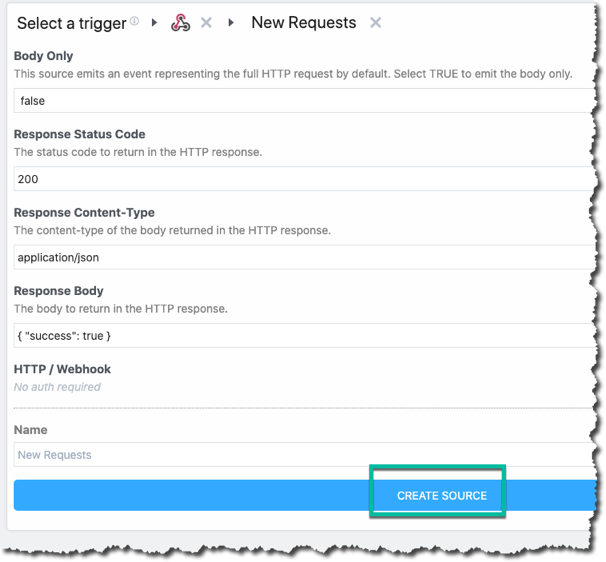 Select a trigger New Requests
Body Only
This source emits an event representing the full HTTP request by default. Select TRUE to emit the body only.
false
Response Status Code
The status code to return in the HTTP response.
200
Response Content-Type
The content-type of the body returned in the HTTP response.
application/json
Response Body
The body to return in the HTTP response.
{ "success": true }
HTTP / Webhook
No auth required
Name
New Requests
CREATE SOURCE